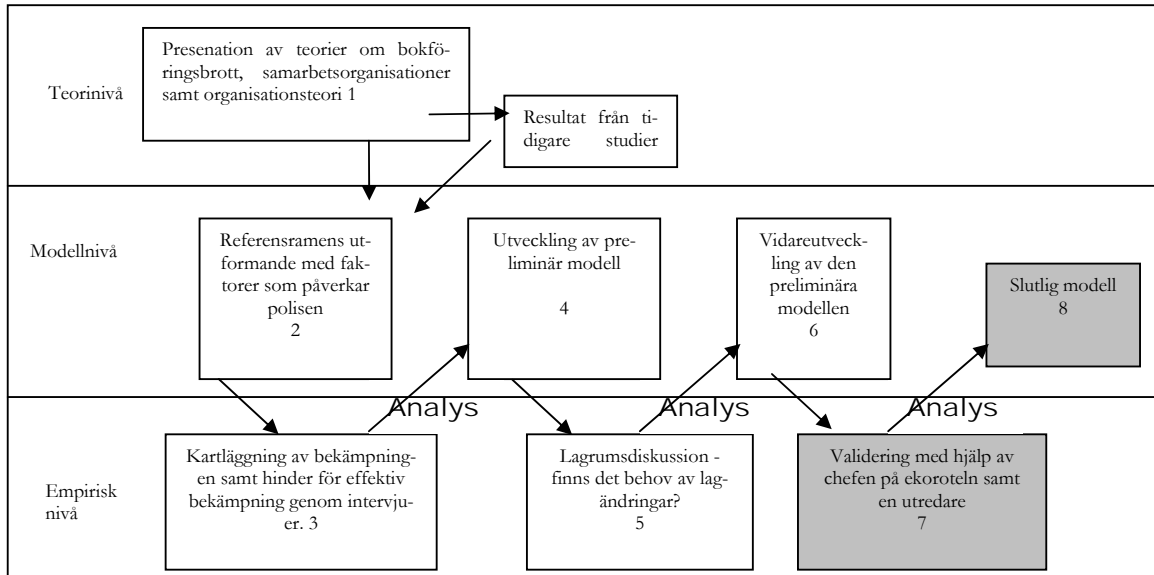 Teorinivå
Presenation av teorier om bokfö-
ringsbrott, samarbetsorganisationer
samt organisationsteori 1
Resultat från ti-
digare studier
Modellnivå
Referensramens ut-
formande med fak-
torer som påverkar
polisen
2
Utveckling av pre-
liminär modell
4
Vidareutveck-
ling av den
preliminära
modellen
6
Slutlig modell
8
Analys
Analys
Analys
Empirisk
nivå
Kartläggning av bekämpning-
en samt hinder för effektiv
bekämpning genom intervju-
er. 3
Lagrumsdiskussion -
finns det behov av lag-
ändringar?
5
Validering med hjälp av
chefen på ekoroteln samt
en utredare
7